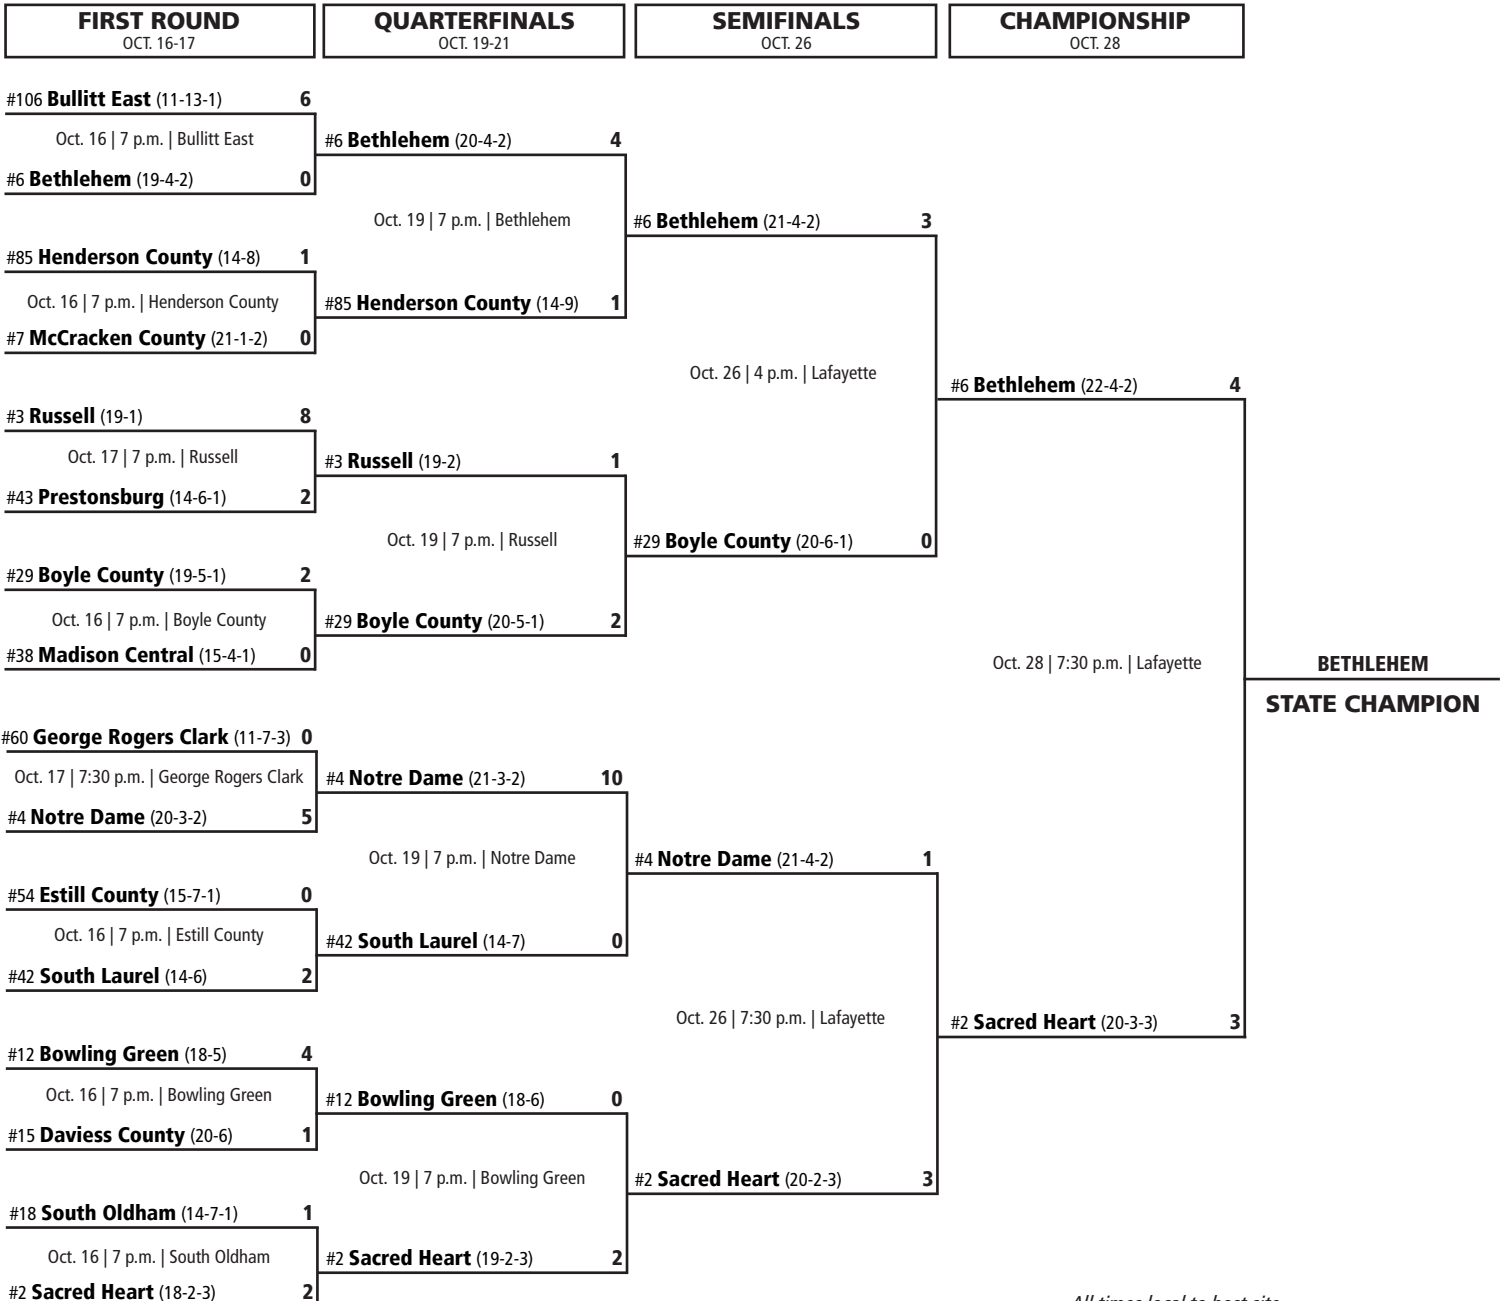 FIRST ROUND
OCT. 16-17
QUARTERFINALS
OCT. 19-21
SEMIFINALS
OCT. 26
CHAMPIONSHIP
OCT. 28
#106 Bullitt East (11-13-1) 6
Oct. 16 | 7 p.m. | Bullitt East
#6 Bethlehem (19-4-2) 0
#85 Henderson County (14-8) 1
Oct. 16 | 7 p.m. | Henderson County
#7 McCracken County (21-1-2) 0
#3 Russell (19-1) 8
Oct. 17 | 7 p.m. | Russell
#43 Prestonsburg (14-6-1) 2
#29 Boyle County (19-5-1) 2
Oct. 16 | 7 p.m. | Boyle County
#38 Madison Central (15-4-1) 0
#60 George Rogers Clark (11-7-3) 0
Oct. 17 | 7:30 p.m. | George Rogers Clark
#4 Notre Dame (20-3-2) 5
#54 Estill County (15-7-1) 0
Oct. 16 | 7 p.m. | Estill County
#42 South Laurel (14-6) 2
#12 Bowling Green (18-5) 4
Oct. 16 | 7 p.m. | Bowling Green
#15 Daviess County (20-6) 1
#18 South Oldham (14-7-1) 1
Oct. 16 | 7 p.m. | South Oldham
#2 Sacred Heart (18-2-3) 2
#6 Bethlehem (20-4-2) 4
Oct. 19 | 7 p.m. | Bethlehem
#85 Henderson County (14-9) 1
#3 Russell (19-2) 1
Oct. 19 | 7 p.m. | Russell
#29 Boyle County (20-5-1) 2
#4 Notre Dame (21-3-2) 10
Oct. 19 | 7 p.m. | Notre Dame
#42 South Laurel (14-7) 0
#12 Bowling Green (18-6) 0
Oct. 19 | 7 p.m. | Bowling Green
#2 Sacred Heart (19-2-3) 2
#6 Bethlehem (21-4-2) 3
Oct. 26 | 4 p.m. | Lafayette
#29 Boyle County (20-6-1) 0
#4 Notre Dame (21-4-2) 1
Oct. 26 | 7:30 p.m. | Lafayette
#2 Sacred Heart (20-2-3) 3
#6 Bethlehem (22-4-2) 4
Oct. 28 | 7:30 p.m. | Lafayette
#2 Sacred Heart (20-3-3) 3
BETHLEHEM
STATE CHAMPION
All times local to host site